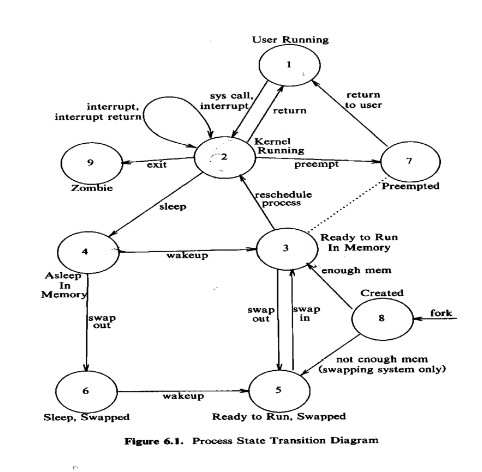 User Running
1
sys call,
interrupt
return
return
to user
interrupt,
interrupt return
2
Kernel
Running
9
Zombie
exit
preempt
7
Preempted
sleep
reschedule
process
4
Asleep
In
Memory
wakeup
3
Ready to Run
In Memory
enough mem
Created
8
fork
swap
out
swap
out
swap
in
not enough mem
(swapping system only)
6
Sleep, Swapped
wakeup
5
Ready to Run, Swapped
Figure 6.1. Process State Transition Diagram